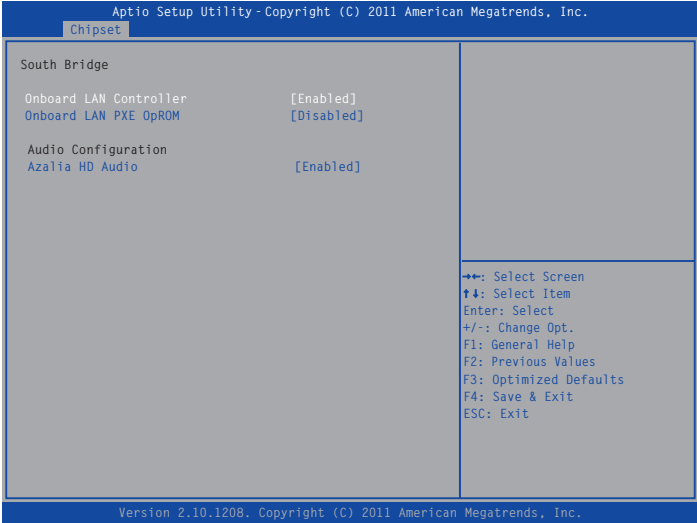 Aptio Setup Utility - Copyright (C) 2011 American Megatrends, Inc.
Chipset
South Bridge
Onboard LAN Controller [Enabled]
Onboard LAN PXE OpROM [Disabled]
Audio Configuration
Azalia HD Audio [Enabled]
→←: Select Screen
↑↓: Select Item
Enter: Select
+/-: Change Opt.
F1: General Help
F2: Previous Values
F3: Optimized Defaults
F4: Save & Exit
ESC: Exit
Version 2.10.1208. Copyright (C) 2011 American Megatrends, Inc.